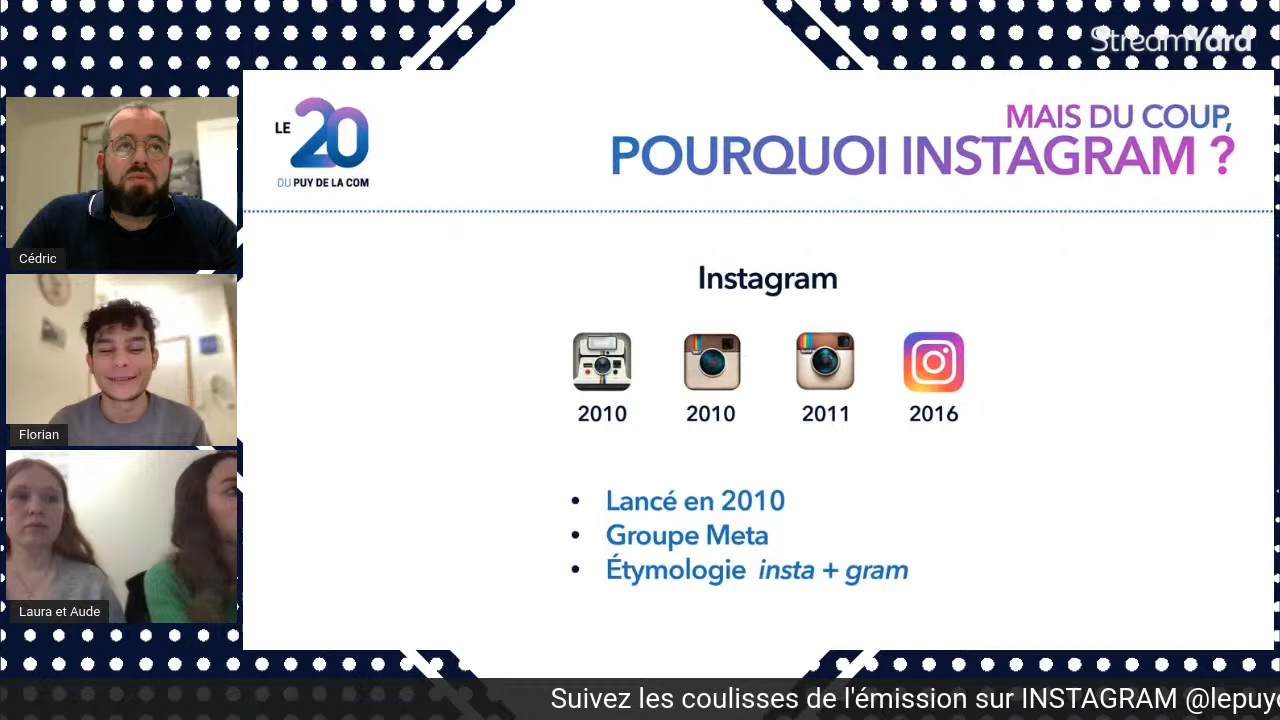 StreamYard
LE 20
DU PUY DE LA COM
MAIS DU COUP,
POURQUOI INSTAGRAM ?
Cédric
Instagram
2010
2010
2011
2016
Florian
• Lancé en 2010
• Groupe Meta
• Étymologie insta + gram
Laura et Aude
Suivez les coulisses de l'émission sur INSTAGRAM @lepuy